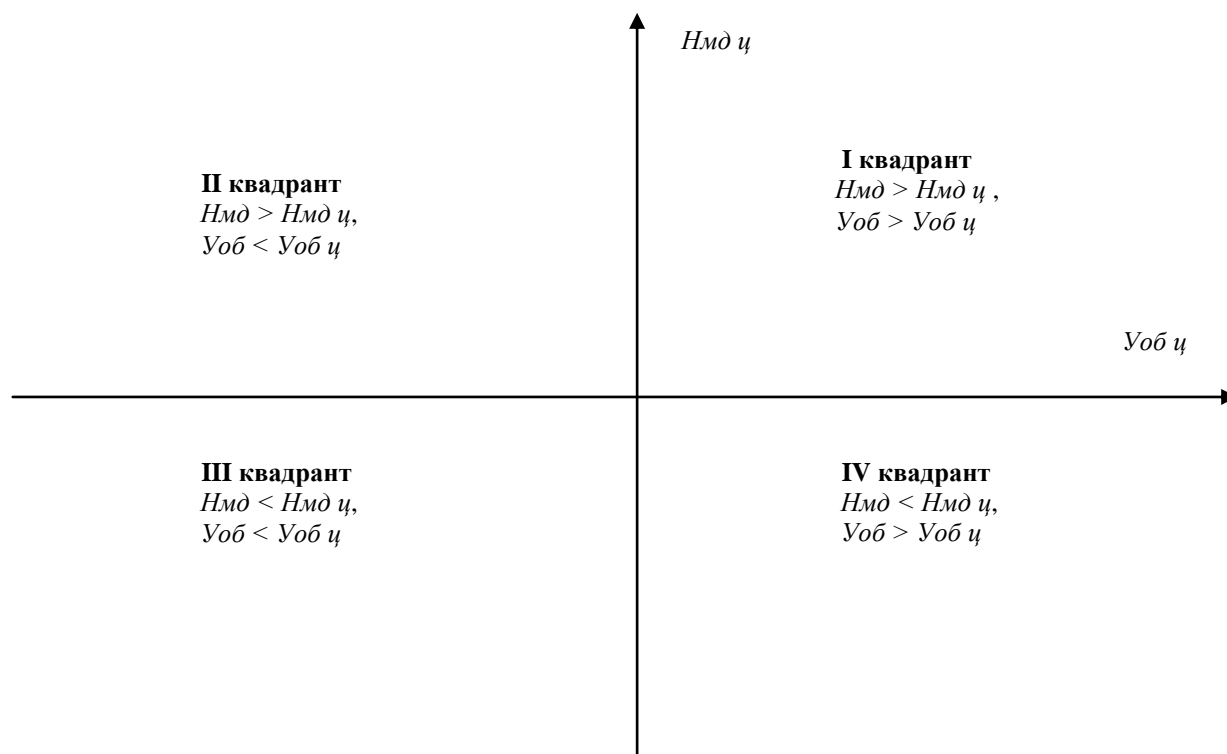 Нмд ц
I квадрант
Нмд > Нмд ц ,
Уоб > Уоб ц
II квадрант
Нмд > Нмд ц,
Уоб < Уоб ц
Уоб ц
III квадрант
Нмд < Нмд ц,
Уоб < Уоб ц
IV квадрант
Нмд < Нмд ц,
Уоб > Уоб ц